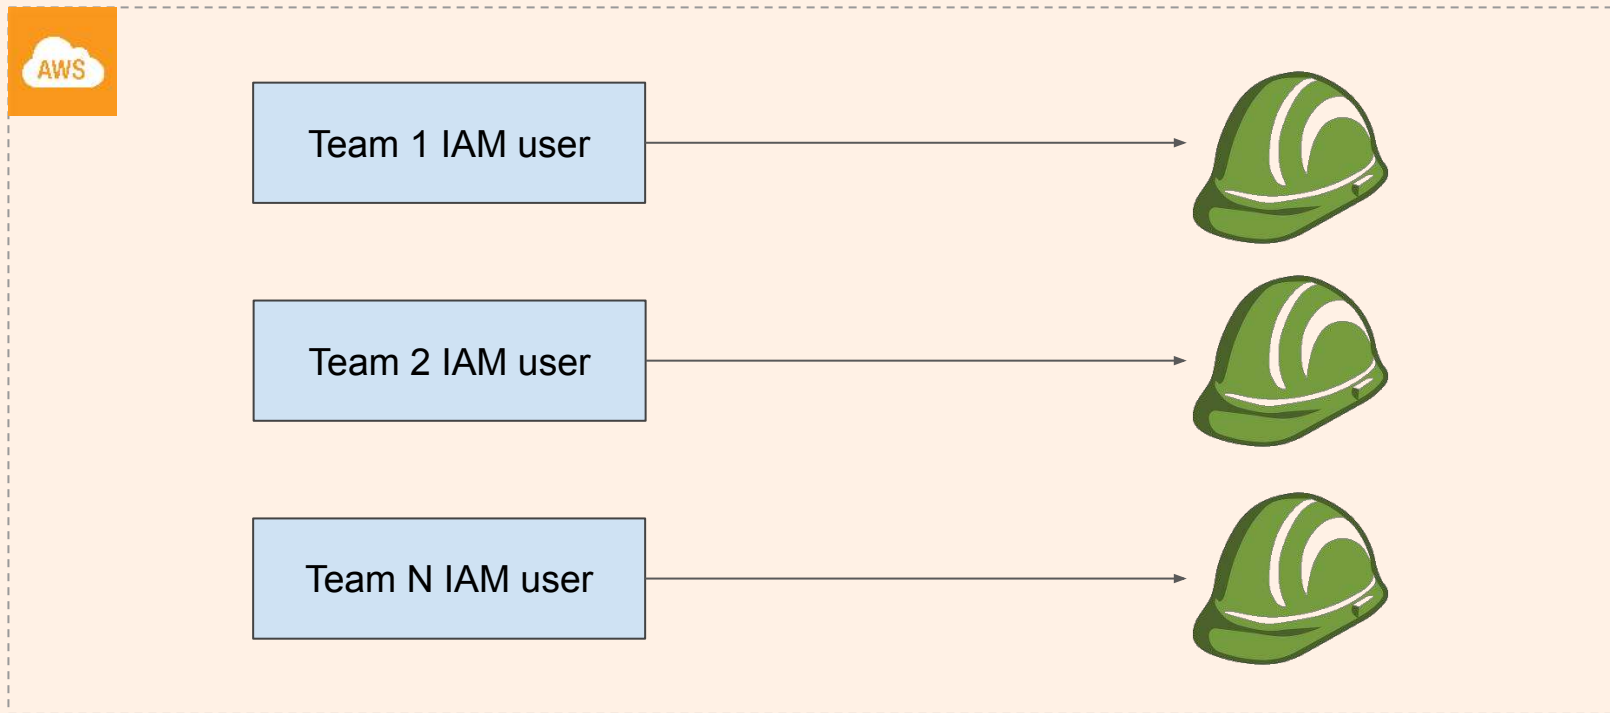 AWS
Team 1 IAM user
Team 2 IAM user
Team N IAM user